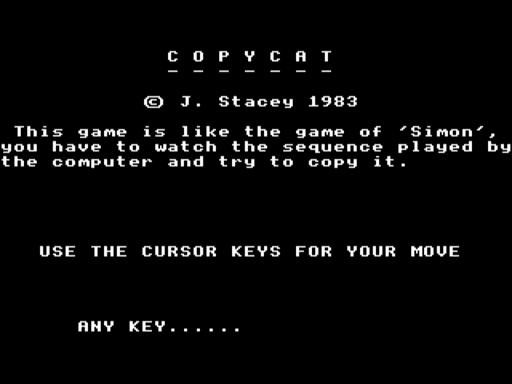 C O P Y C A T
© J. Stacey 1983
This game is like the game of 'Simon',
you have to watch the sequence played by
the computer and try to copy it.
USE THE CURSOR KEYS FOR YOUR MOVE
ANY KEY......